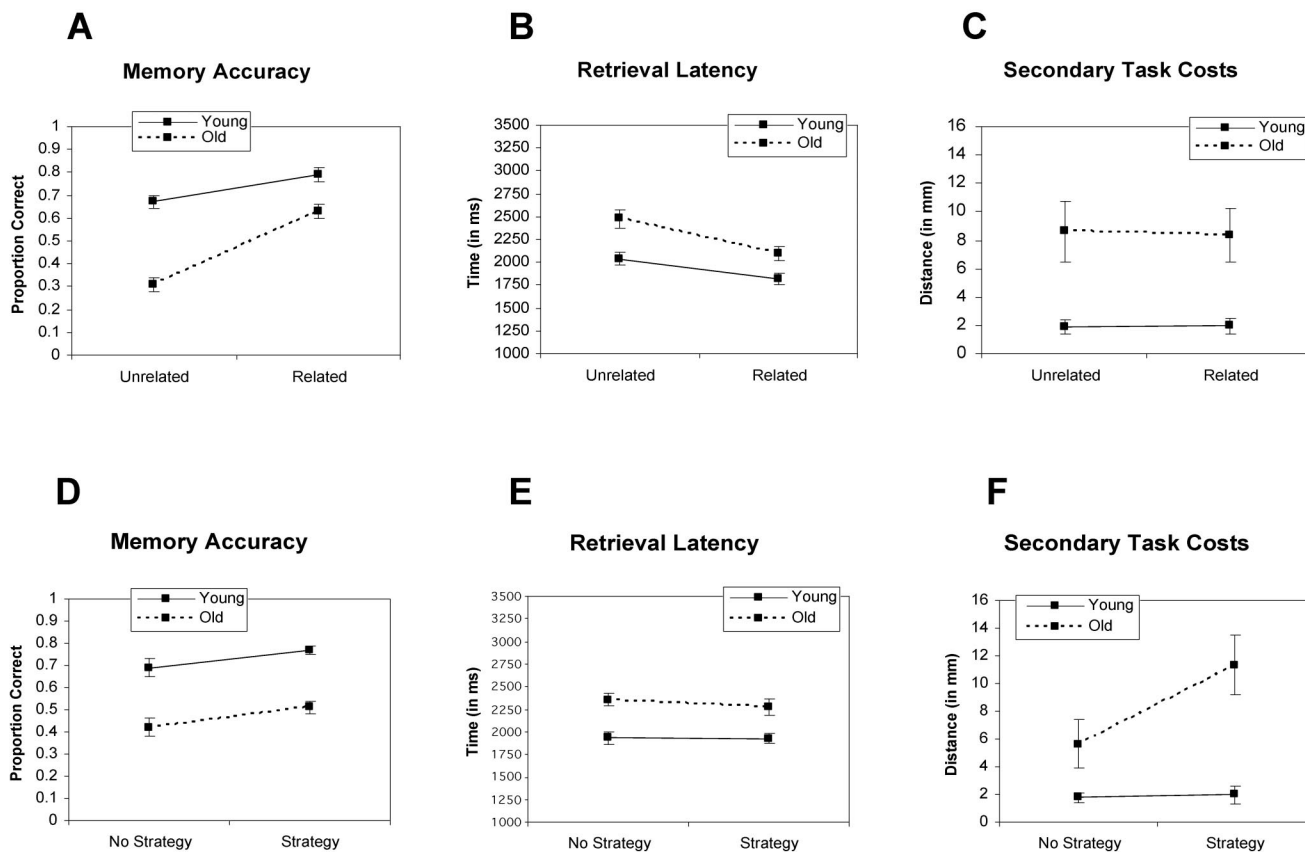 A
Memory Accuracy
Young
Old
Proportion Correct
1
0.9
0.8
0.7
0.6
0.5
0.4
0.3
0.2
0.1
0
Unrelated
Related
B
Retrieval Latency
Young
Old
Time (in ms)
3500
3250
3000
2750
2500
2250
2000
1750
1500
1250
1000
Unrelated
Related
C
Secondary Task Costs
Young
Old
Distance (in mm)
16
14
12
10
8
6
4
2
0
Unrelated
Related
D
Memory Accuracy
Young
Old
Proportion Correct
1
0.9
0.8
0.7
0.6
0.5
0.4
0.3
0.2
0.1
0
No Strategy
Strategy
E
Retrieval Latency
Young
Old
Time (in ms)
3500
3250
3000
2750
2500
2250
2000
1750
1500
1250
1000
No Strategy
Strategy
F
Secondary Task Costs
Young
Old
Distance (in mm)
16
14
12
10
8
6
4
2
0
No Strategy
Strategy